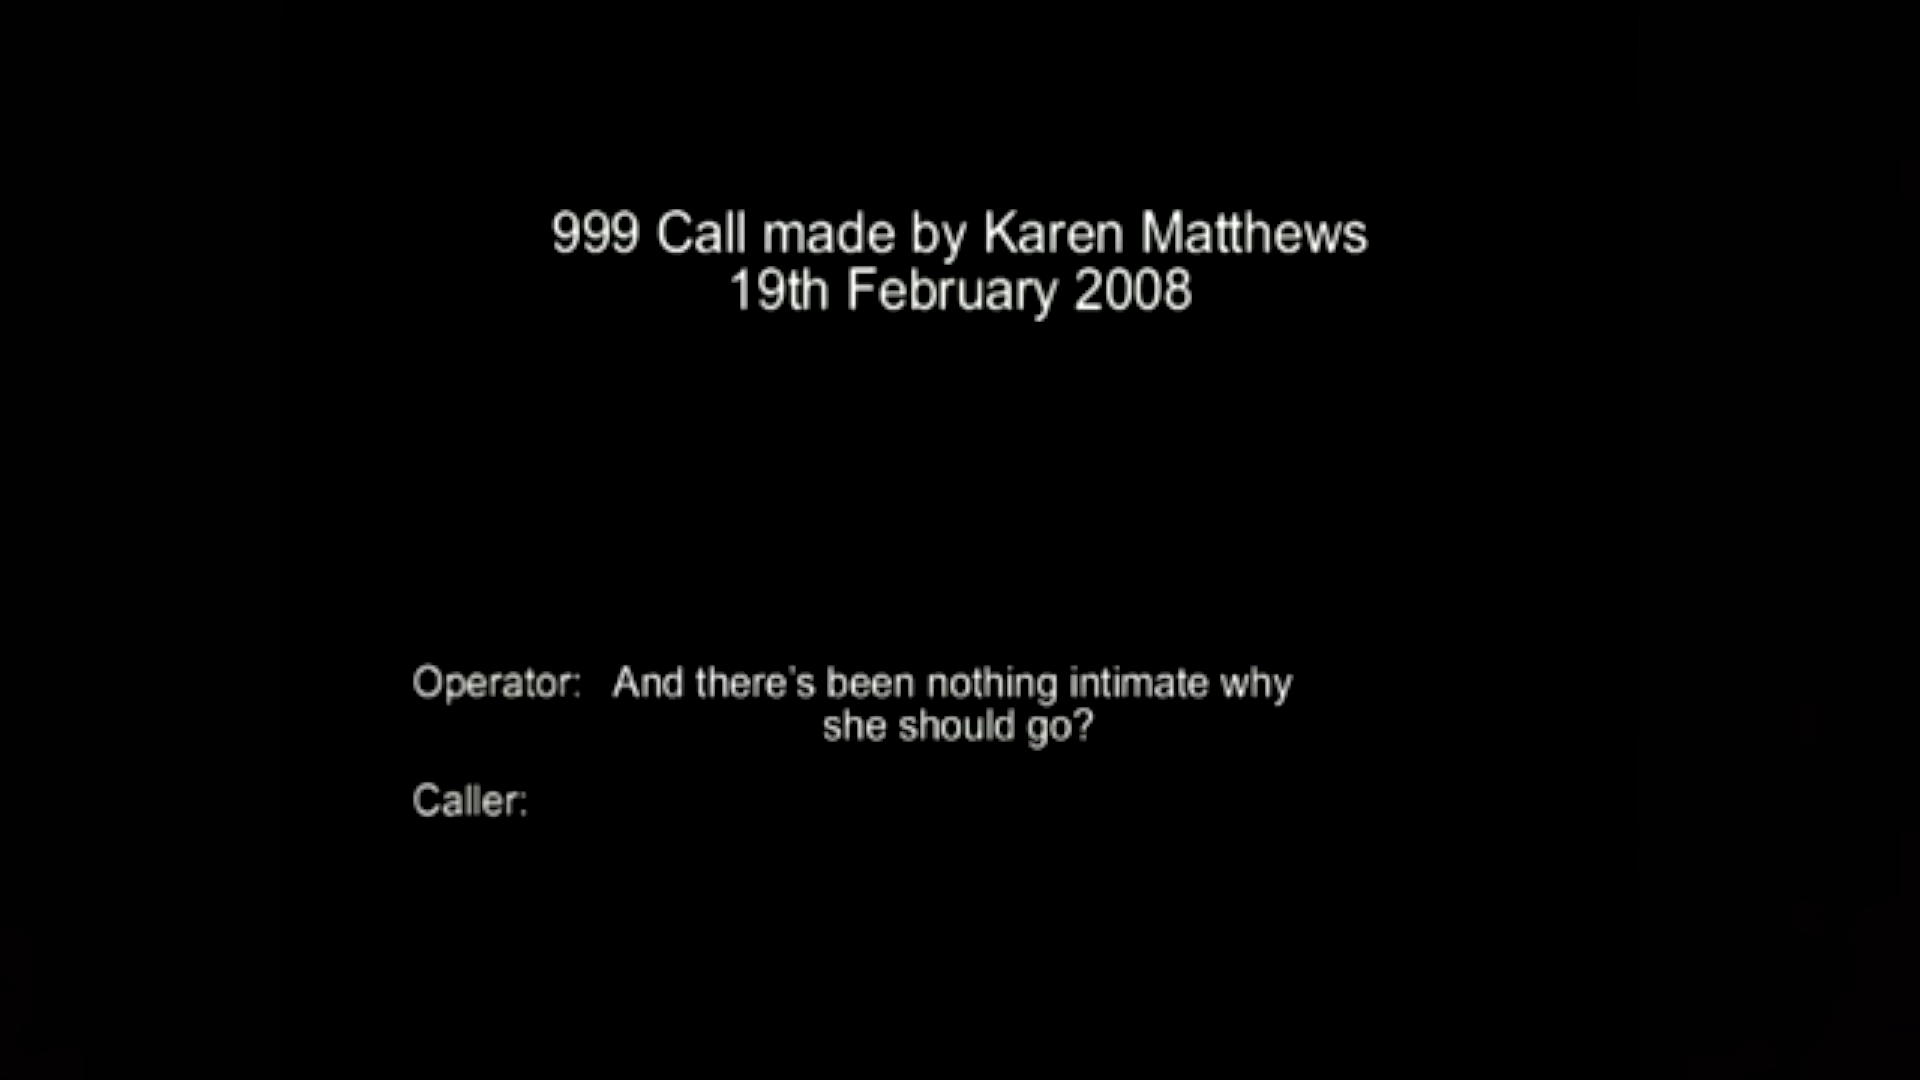 999 Call made by Karen Matthews
19th February 2008
Operator: And there's been nothing intimate why
she should go?
Caller: